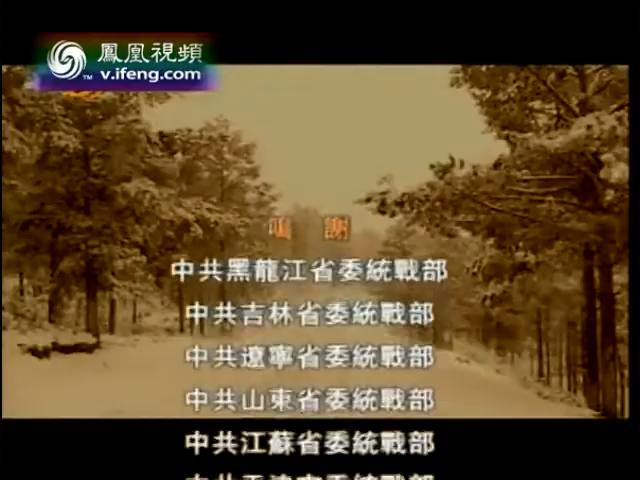 鳳凰視頻
v.ifeng.com
鳴 謝
中共黑龍江省委統戰部
中共吉林省委統戰部
中共遼寧省委統戰部
中共山東省委統戰部
中共江蘇省委統戰部